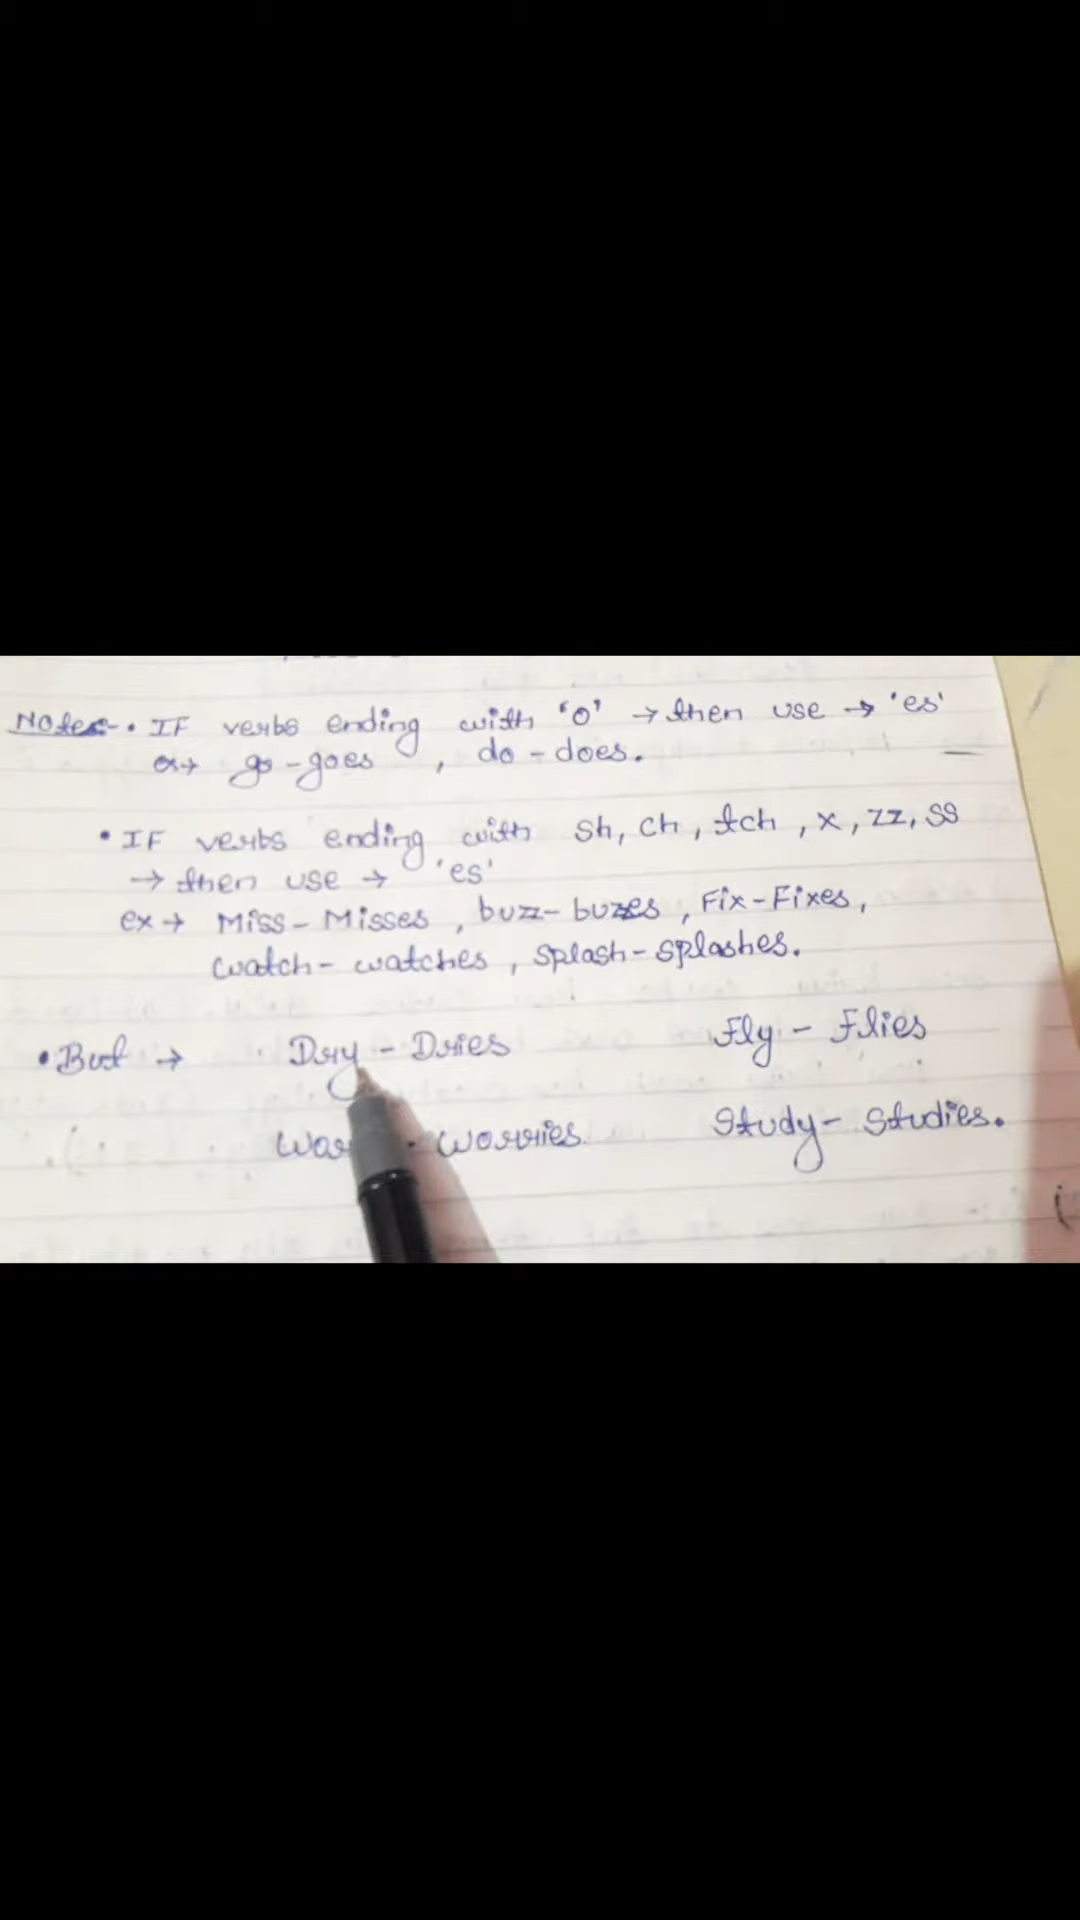 Note:- • IF verbs ending with 'o' → then use → 'es'
ex→ go - goes , do - does.
• IF verbs ending with sh, ch, tch , x, zz, ss
→ then use → 'es'
ex → Miss - Misses , buzz - buzzes , Fix - Fixes ,
watch - watches , splash - splashes.
• But → Dry - Dries Fly - Flies
- worries. Study - Studies.